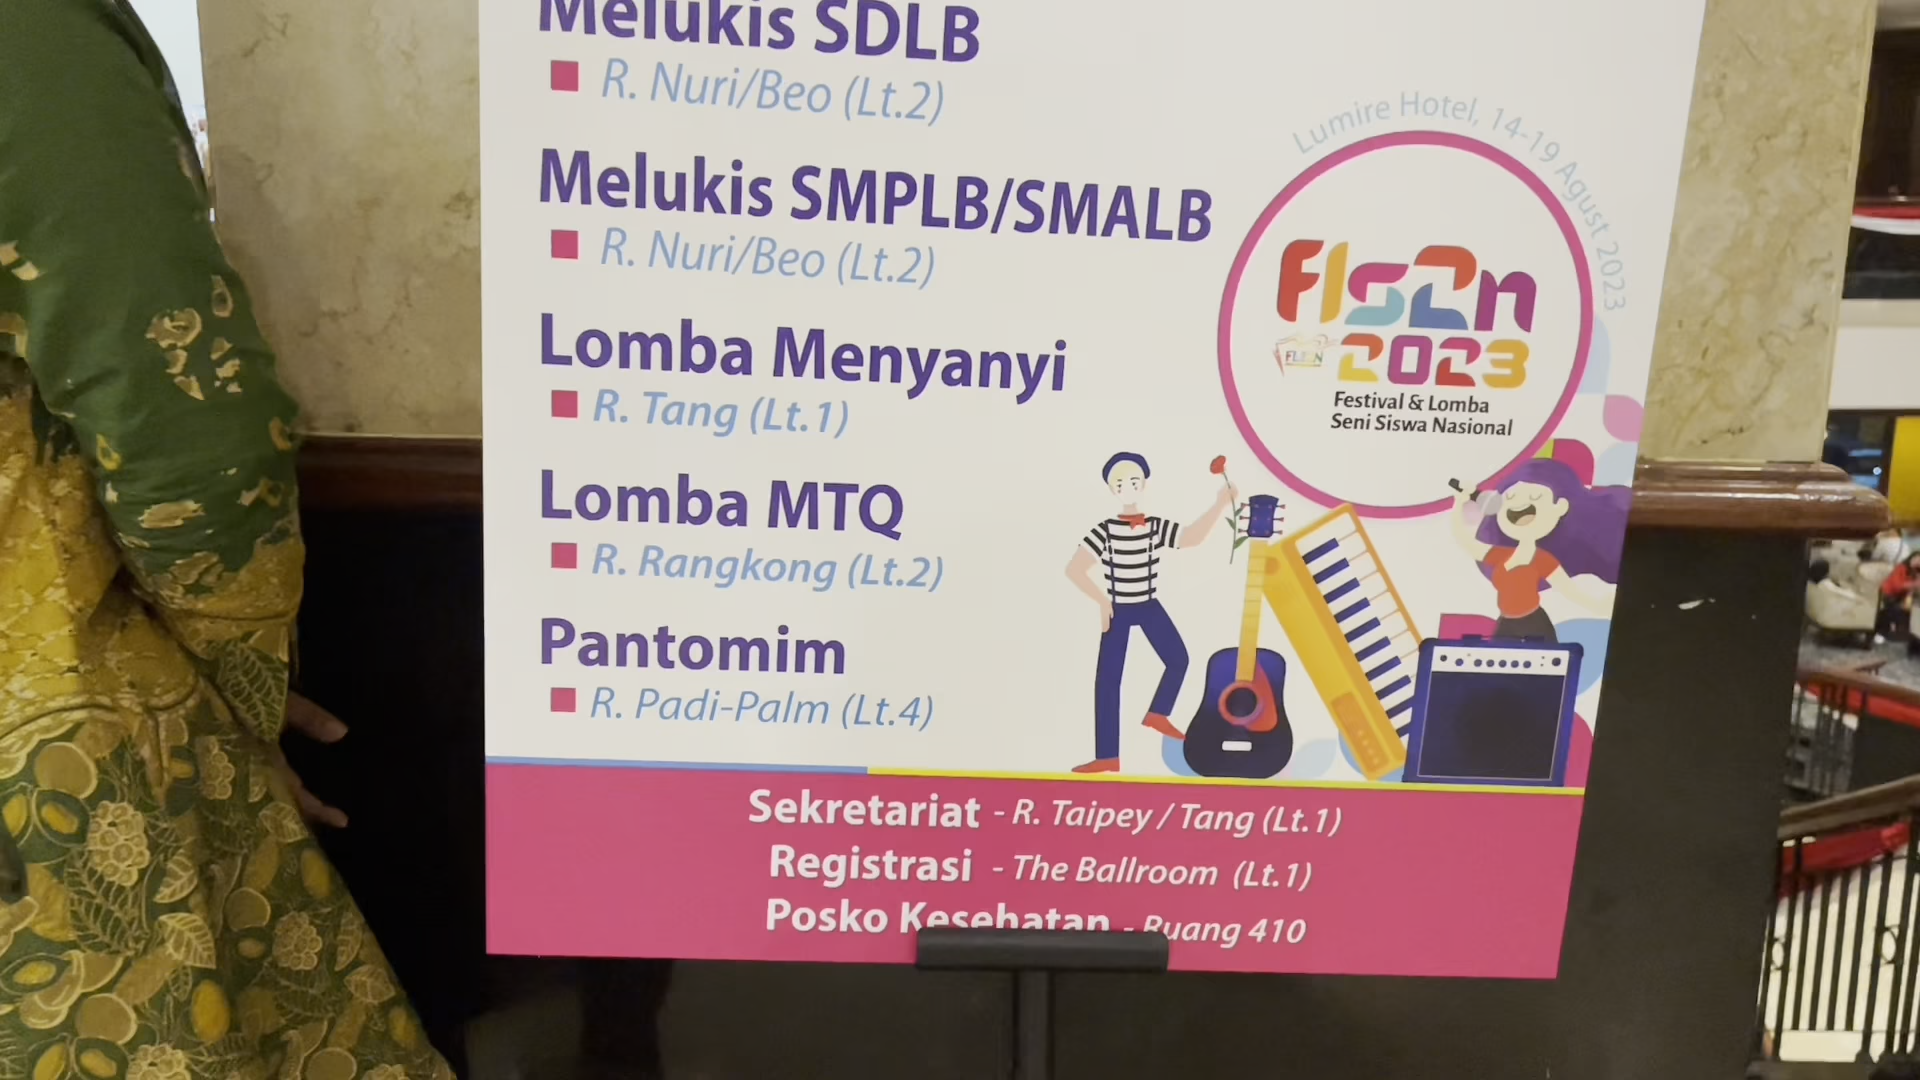 Melukis SDLB
R. Nuri/Beo (Lt.2)
Melukis SMPLB/SMALB
R. Nuri/Beo (Lt.2)
Lomba Menyanyi
R. Tang (Lt.1)
Lomba MTQ
R. Rangkong (Lt.2)
Pantomim
R. Padi-Palm (Lt.4)
Lumire Hotel, 14-19 Agust 2023
FLS2N
2023
FLS2N
Festival & Lomba
Seni Siswa Nasional
Sekretariat - R. Taipey / Tang (Lt.1)
Registrasi - The Ballroom (Lt.1)
Posko Kesehatan - Ruang 410